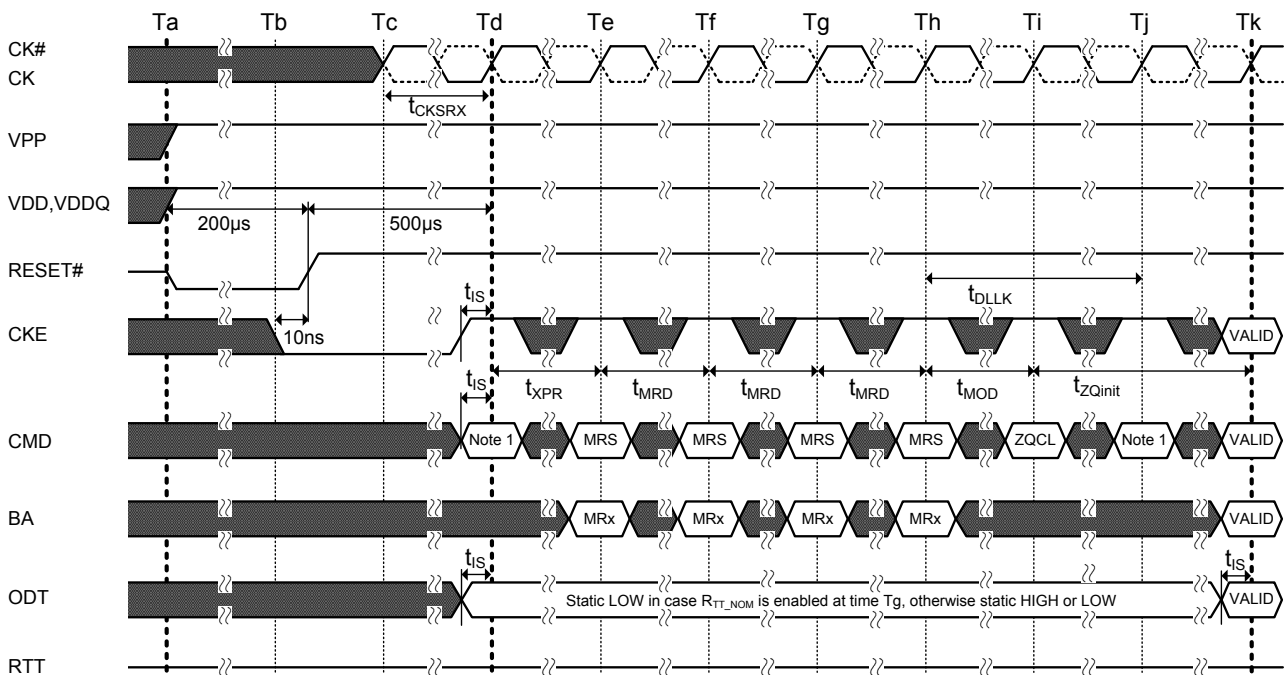 Ta Tb Tc Td Te Tf Tg Th Ti Tj Tk
CK#
CK
tCKSRX
VPP
VDD,VDDQ
200µs 500µs
RESET#
tIS tDLLK
CKE 10ns VALID
tIS tXPR tMRD tMRD tMRD tMOD tZQinit
CMD Note 1 MRS MRS MRS MRS ZQCL Note 1 VALID
BA MRx MRx MRx MRx VALID
tIS tIS
ODT Static LOW in case RTT_NOM is enabled at time Tg, otherwise static HIGH or LOW VALID
RTT